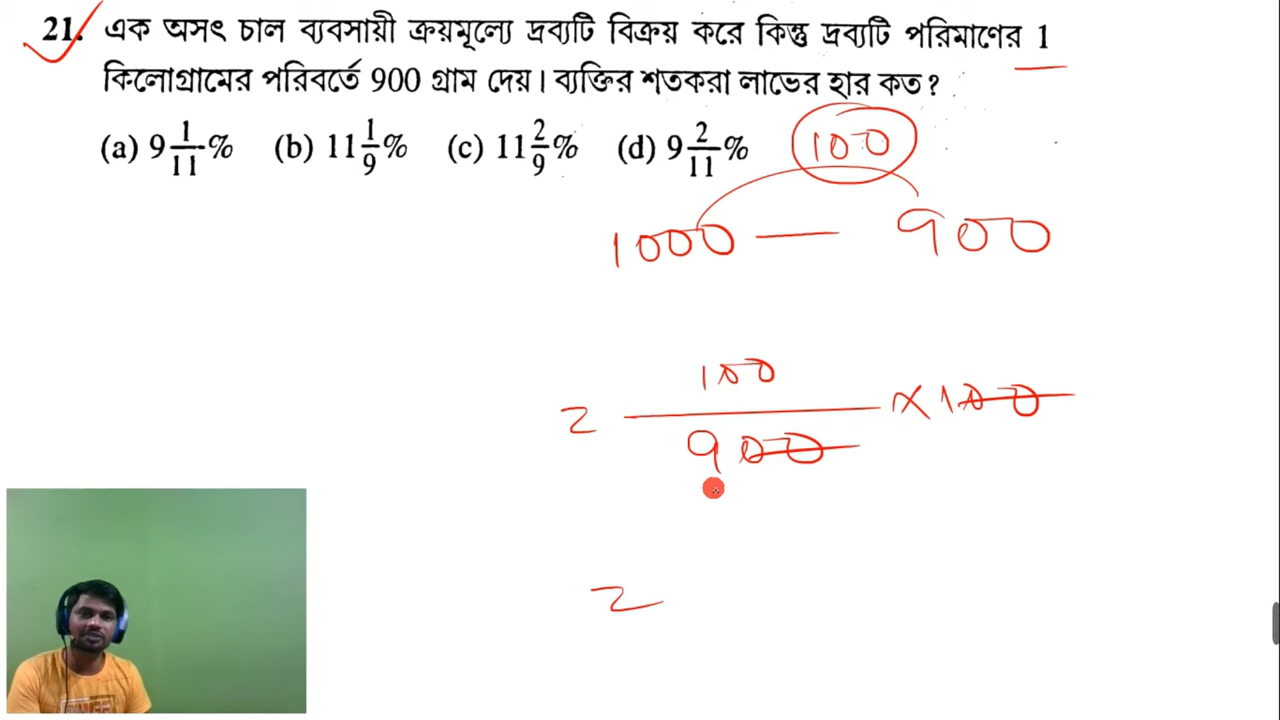 21. এক অসৎ চাল ব্যবসায়ী ক্রয়মূল্যে দ্রব্যটি বিক্রয় করে কিন্তু দ্রব্যটি পরিমাণের 1
কিলোগ্রামের পরিবর্তে 900 গ্রাম দেয়। ব্যক্তির শতকরা লাভের হার কত?
(a) 9 1/11% (b) 11 1/9% (c) 11 2/9% (d) 9 2/11% 100
1000 — 900
= 100/900 × 100
=